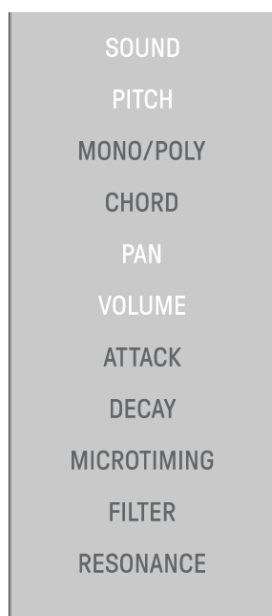 SOUND
PITCH
MONO/POLY
CHORD
PAN
VOLUME
ATTACK
DECAY
MICROTIMING
FILTER
RESONANCE